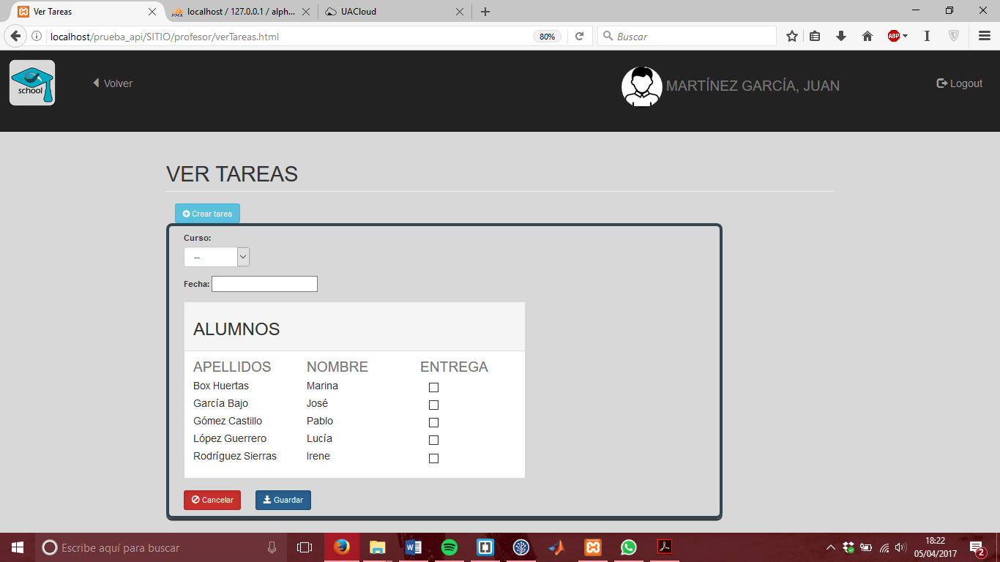 Ver Tareas
localhost / 127.0.0.1 / alph...
UACloud
localhost/prueba_api/SITIO/profesor/verTareas.html
80%
Buscar
ABP
school
Volver
MARTÍNEZ GARCÍA, JUAN
Logout
VER TAREAS
Crear tarea
Curso:
--
Fecha:
ALUMNOS
APELLIDOS NOMBRE ENTREGA
Box Huertas Marina
García Bajo José
Gómez Castillo Pablo
López Guerrero Lucía
Rodríguez Sierras Irene
Cancelar Guardar
Escribe aquí para buscar
18:22
05/04/2017
2